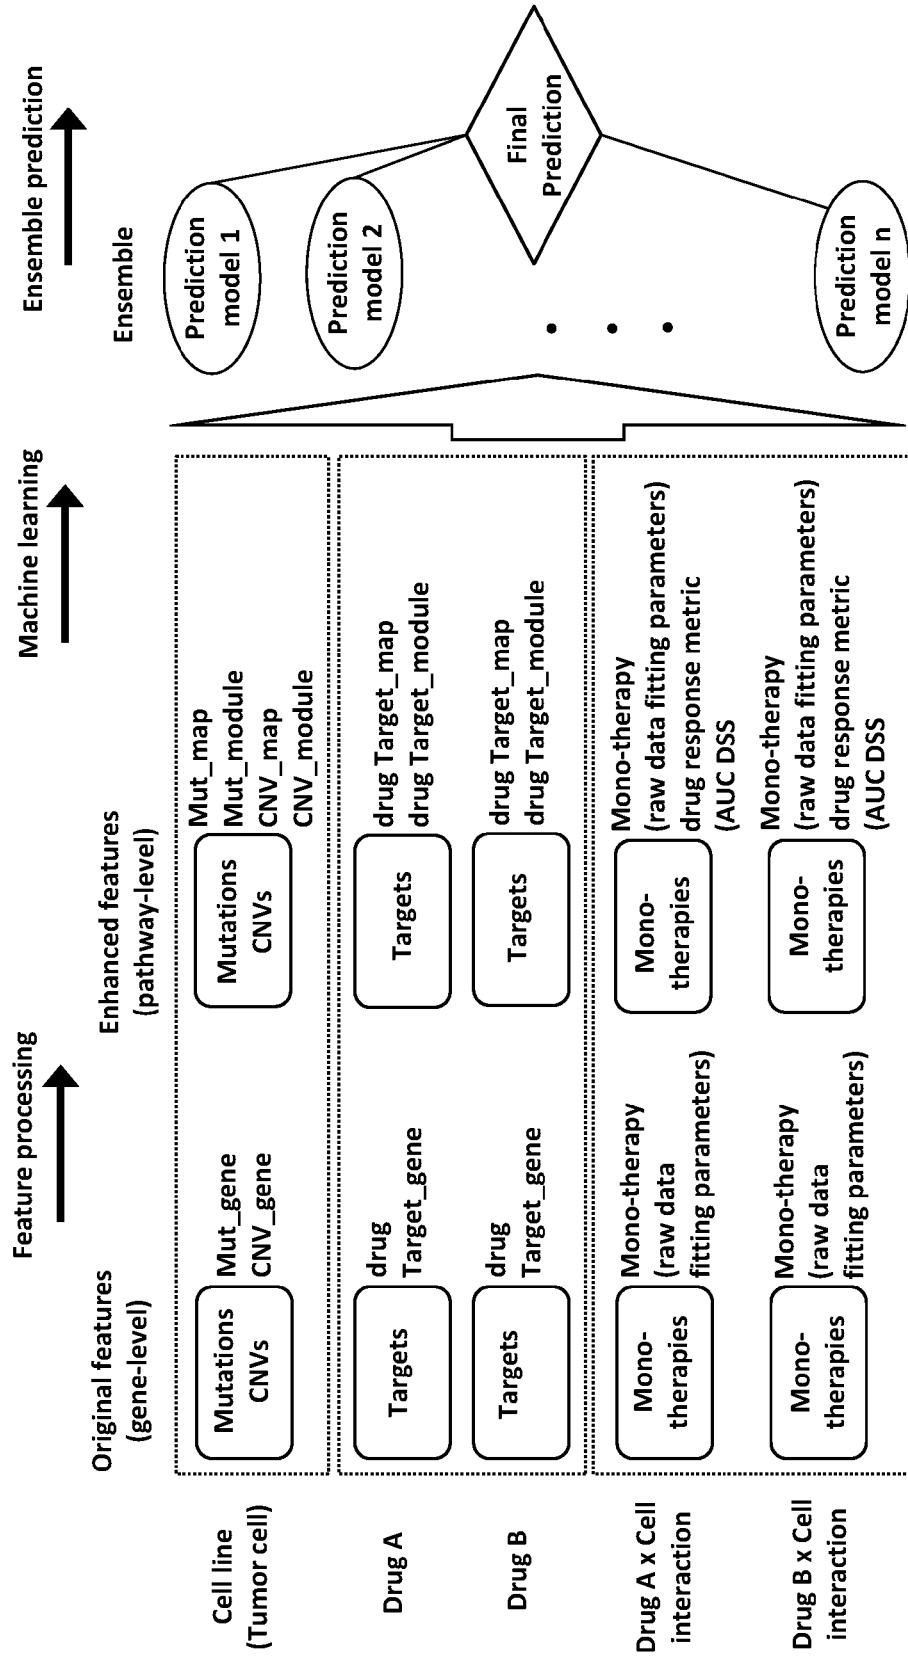 Feature processing
Machine learning
Ensemble prediction
Original features
(gene-level)
Enhanced features
(pathway-level)
Ensemble
Cell line
(Tumor cell)
Mutations
CNVs
Mut_gene
CNV_gene
Mutations
CNVs
Mut_map
Mut_module
CNV_map
CNV_module
Drug A
Targets
drug
Target_gene
Targets
drug Target_map
drug Target_module
Drug B
Targets
drug
Target_gene
Targets
drug Target_map
drug Target_module
Drug A x Cell
interaction
Mono-
therapies
Mono-therapy
(raw data
fitting parameters)
Mono-
therapies
Mono-therapy
(raw data fitting parameters)
drug response metric
(AUC DSS)
Drug B x Cell
interaction
Mono-
therapies
Mono-therapy
(raw data
fitting parameters)
Mono-
therapies
Mono-therapy
(raw data fitting parameters)
drug response metric
(AUC DSS)
Prediction
model 1
Prediction
model 2
Prediction
model n
Final
Prediction